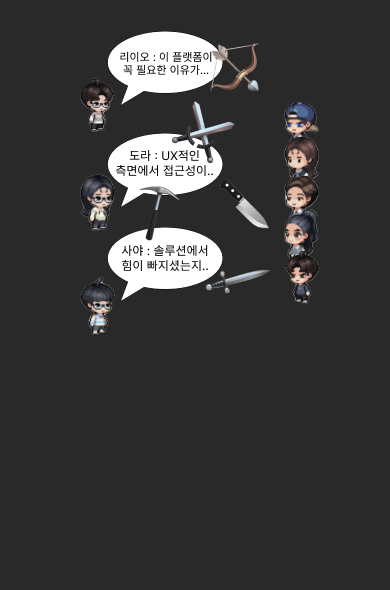 리이오 : 이 플랫폼이
꼭 필요한 이유가...
도라 : UX적인
측면에서 접근성이..
사야 : 솔루션에서
힘이 빠지셨는지..